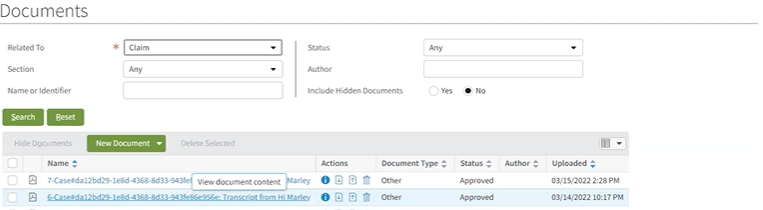 Documents
Related To * Claim Status Any
Section Any Author
Name or Identifier Include Hidden Documents Yes No
Search Reset
Hide Documents New Document Delete Selected
Name Actions Document Type Status Author Uploaded
7-Case#da12bd29-1e8d-4368-8d33-943fe Marley Other Approved 03/15/2022 2:28 PM
View document content
6-Case#da12bd29-1e8d-4368-8d33-943fe86e956e: Transcript from Hi Marley Other Approved 03/14/2022 10:17 PM